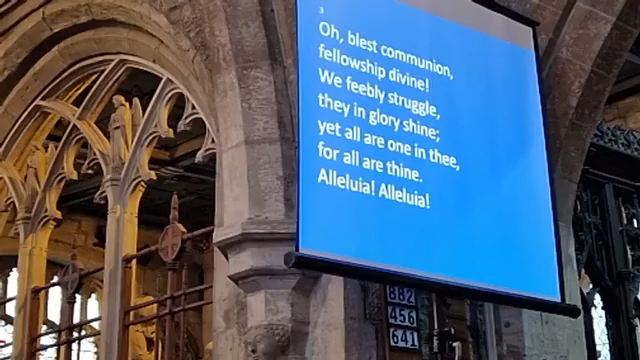 3
Oh, blest communion,
fellowship divine!
We feebly struggle,
they in glory shine;
yet all are one in thee,
for all are thine.
Alleluia! Alleluia!
882
456
641